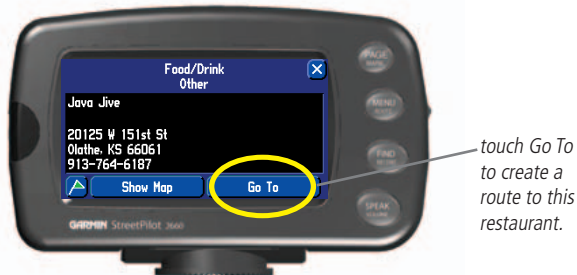 Food/Drink
Other
Java Jive
20125 W 151st St
Olathe, KS 66061
913-764-6187
Show Map
Go To
PAGE
MENU
FIND
SPEAK
VOLUME
GARMIN StreetPilot 2660
touch Go To
to create a
route to this
restaurant.